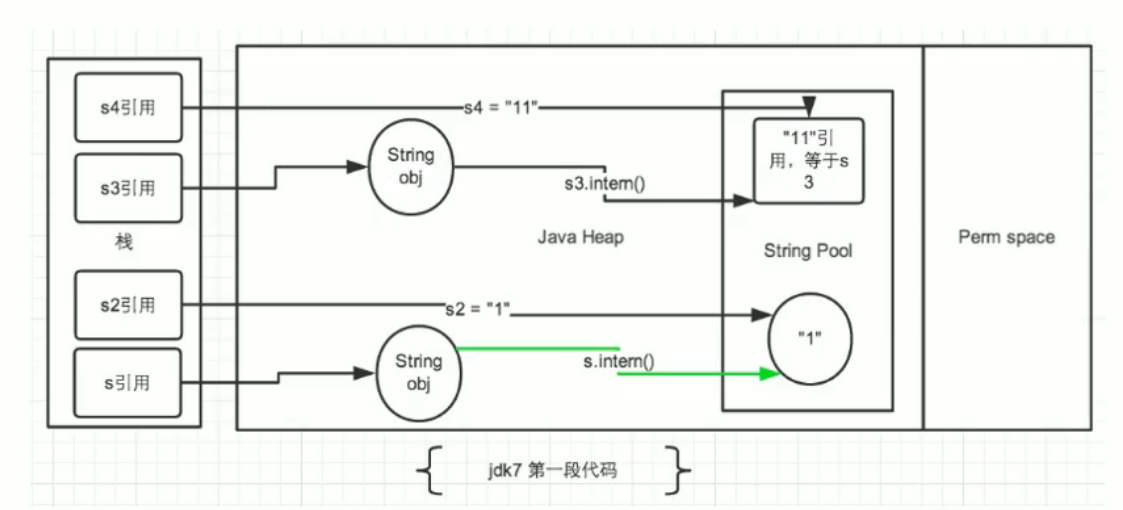 s4引用
s4 = "11"
"11"引
用，等于s
3
String
obj
s3引用
s3.intern()
栈
Java Heap
String Pool
Perm space
s2引用
s2 = "1"
"1"
String
obj
s.intern()
s引用
jdk7 第一段代码